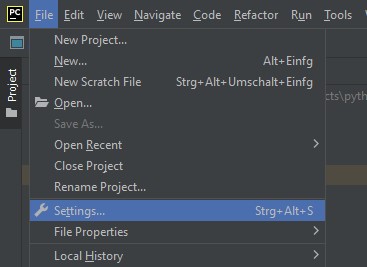 PC File Edit View Navigate Code Refactor Run Tools
Project
New Project...
New... Alt+Einfg
New Scratch File Strg+Alt+Umschalt+Einfg
cts\pyth
Open...
Save As...
Open Recent
Close Project
Rename Project...
Settings... Strg+Alt+S
File Properties
Local History